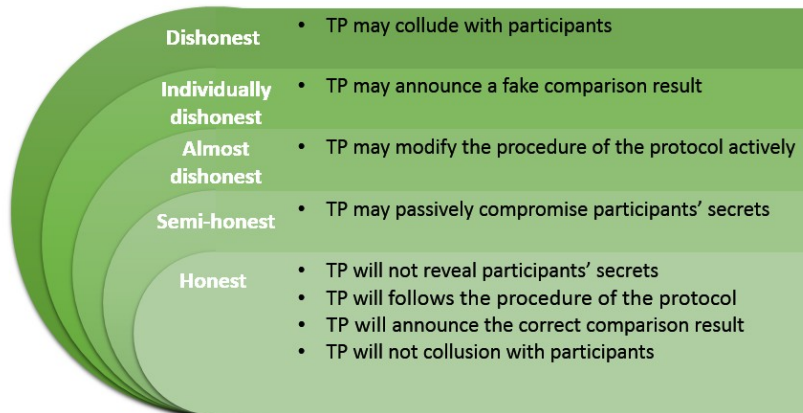 Dishonest
• TP may collude with participants
Individually
dishonest
• TP may announce a fake comparison result
Almost
dishonest
• TP may modify the procedure of the protocol actively
Semi-honest
• TP may passively compromise participants’ secrets
Honest
• TP will not reveal participants’ secrets
• TP will follows the procedure of the protocol
• TP will announce the correct comparison result
• TP will not collusion with participants